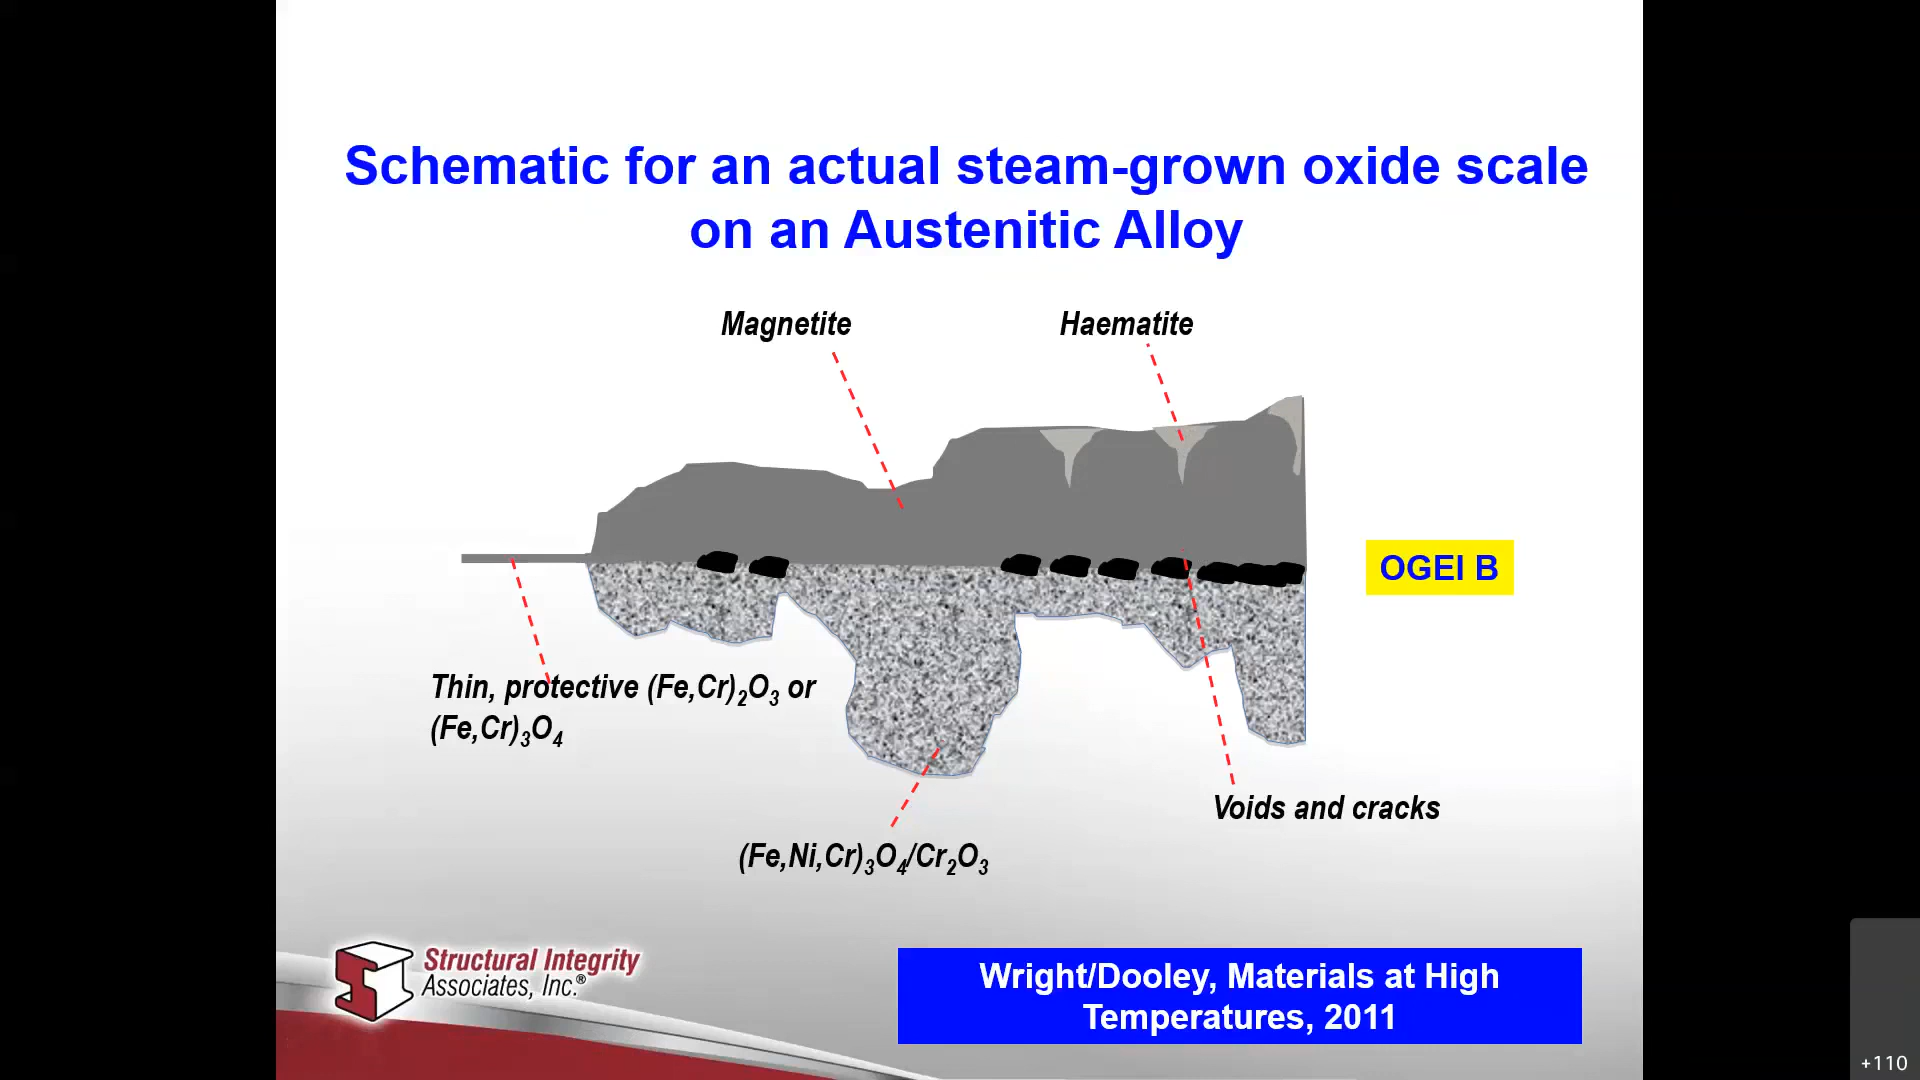 Schematic for an actual steam-grown oxide scale
on an Austenitic Alloy
Magnetite
Haematite
OGEI B
Thin, protective (Fe,Cr)₂O₃ or
(Fe,Cr)₃O₄
Voids and cracks
(Fe,Ni,Cr)₃O₄/Cr₂O₃
Structural Integrity
Associates, Inc.®
Wright/Dooley, Materials at High
Temperatures, 2011
+110